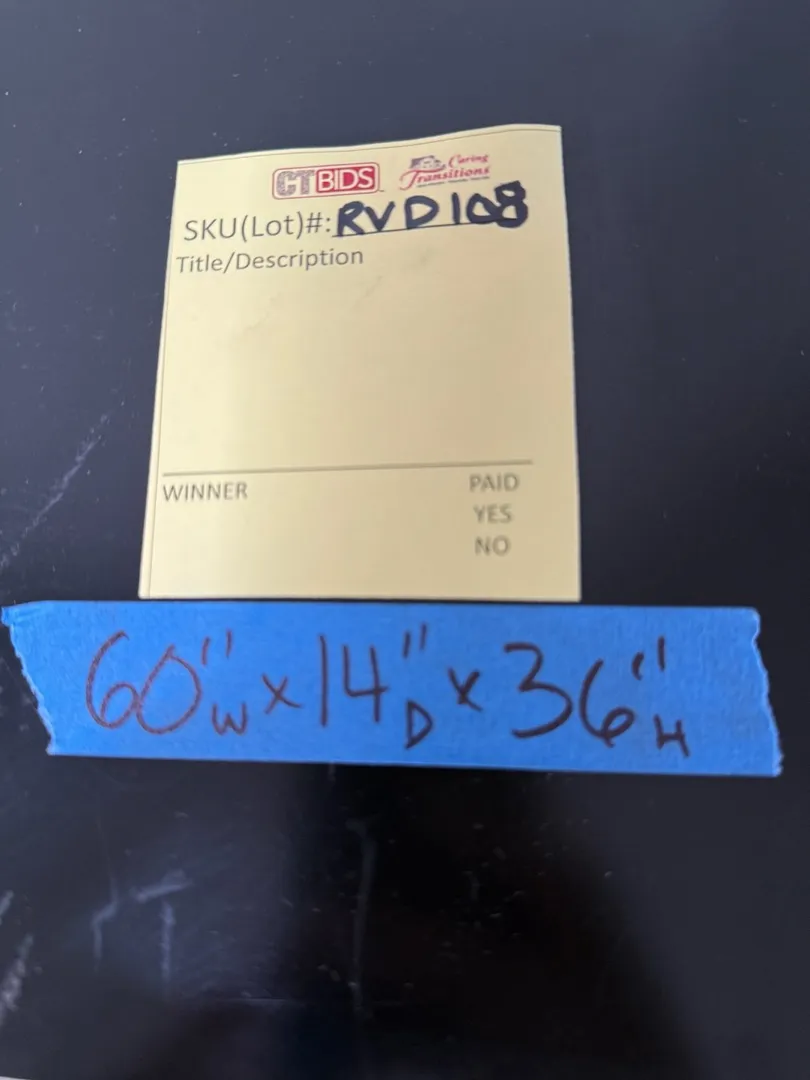 CTBIDS Caring Transitions
SKU(Lot)#: RVD108
Title/Description
WINNER PAID
YES
NO
60"W x 14"D x 36"H